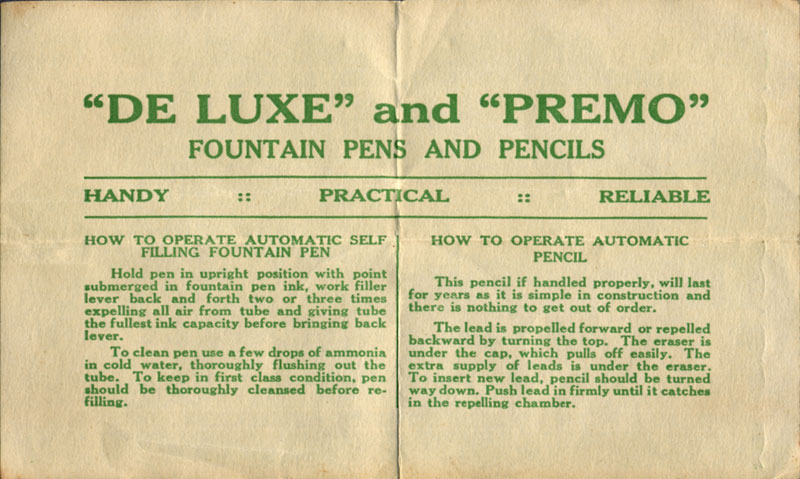 “DE LUXE” and “PREMO”
FOUNTAIN PENS AND PENCILS
HANDY :: PRACTICAL :: RELIABLE
HOW TO OPERATE AUTOMATIC SELF
FILLING FOUNTAIN PEN
Hold pen in upright position with point
submerged in fountain pen ink, work filler
lever back and forth two or three times
expelling all air from tube and giving tube
the fullest ink capacity before bringing back
lever.
To clean pen use a few drops of ammonia
in cold water, thoroughly flushing out the
tube. To keep in first class condition, pen
should be thoroughly cleansed before re-
filling.
HOW TO OPERATE AUTOMATIC
PENCIL
This pencil if handled properly, will last
for years as it is simple in construction and
there is nothing to get out of order.
The lead is propelled forward or repelled
backward by turning the top. The eraser is
under the cap, which pulls off easily. The
extra supply of leads is under the eraser.
To insert new lead, pencil should be turned
way down. Push lead in firmly until it catches
in the repelling chamber.